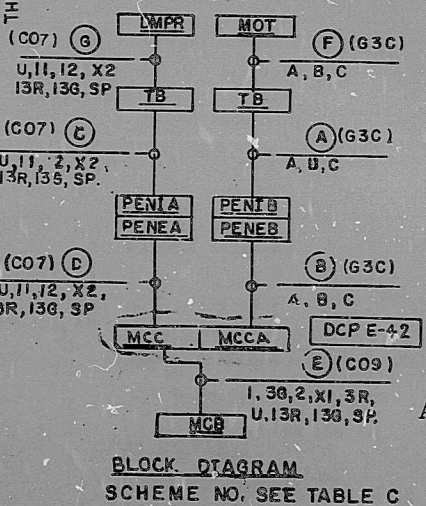 TH
LMPR MOT
(C07) G F (G3C)
U, 11, 12, X2 A, B, C
13R, 13G, SP
TB TB
(C07) C A (G3C)
U, 11, 2, X2, A, B, C
13R, 13G, SP.
PENIA PENIB
PENEA PENEB
(C07) D B (G3C)
U, 11, 12, X2, A, B, C
3R, 13G, SP
MCC MCCA DCP E-42
E (C09)
1, 3G, 2, X1, 3R,
U, 13R, 13G, SP.
MCB
BLOCK DIAGRAM
SCHEME NO. SEE TABLE C